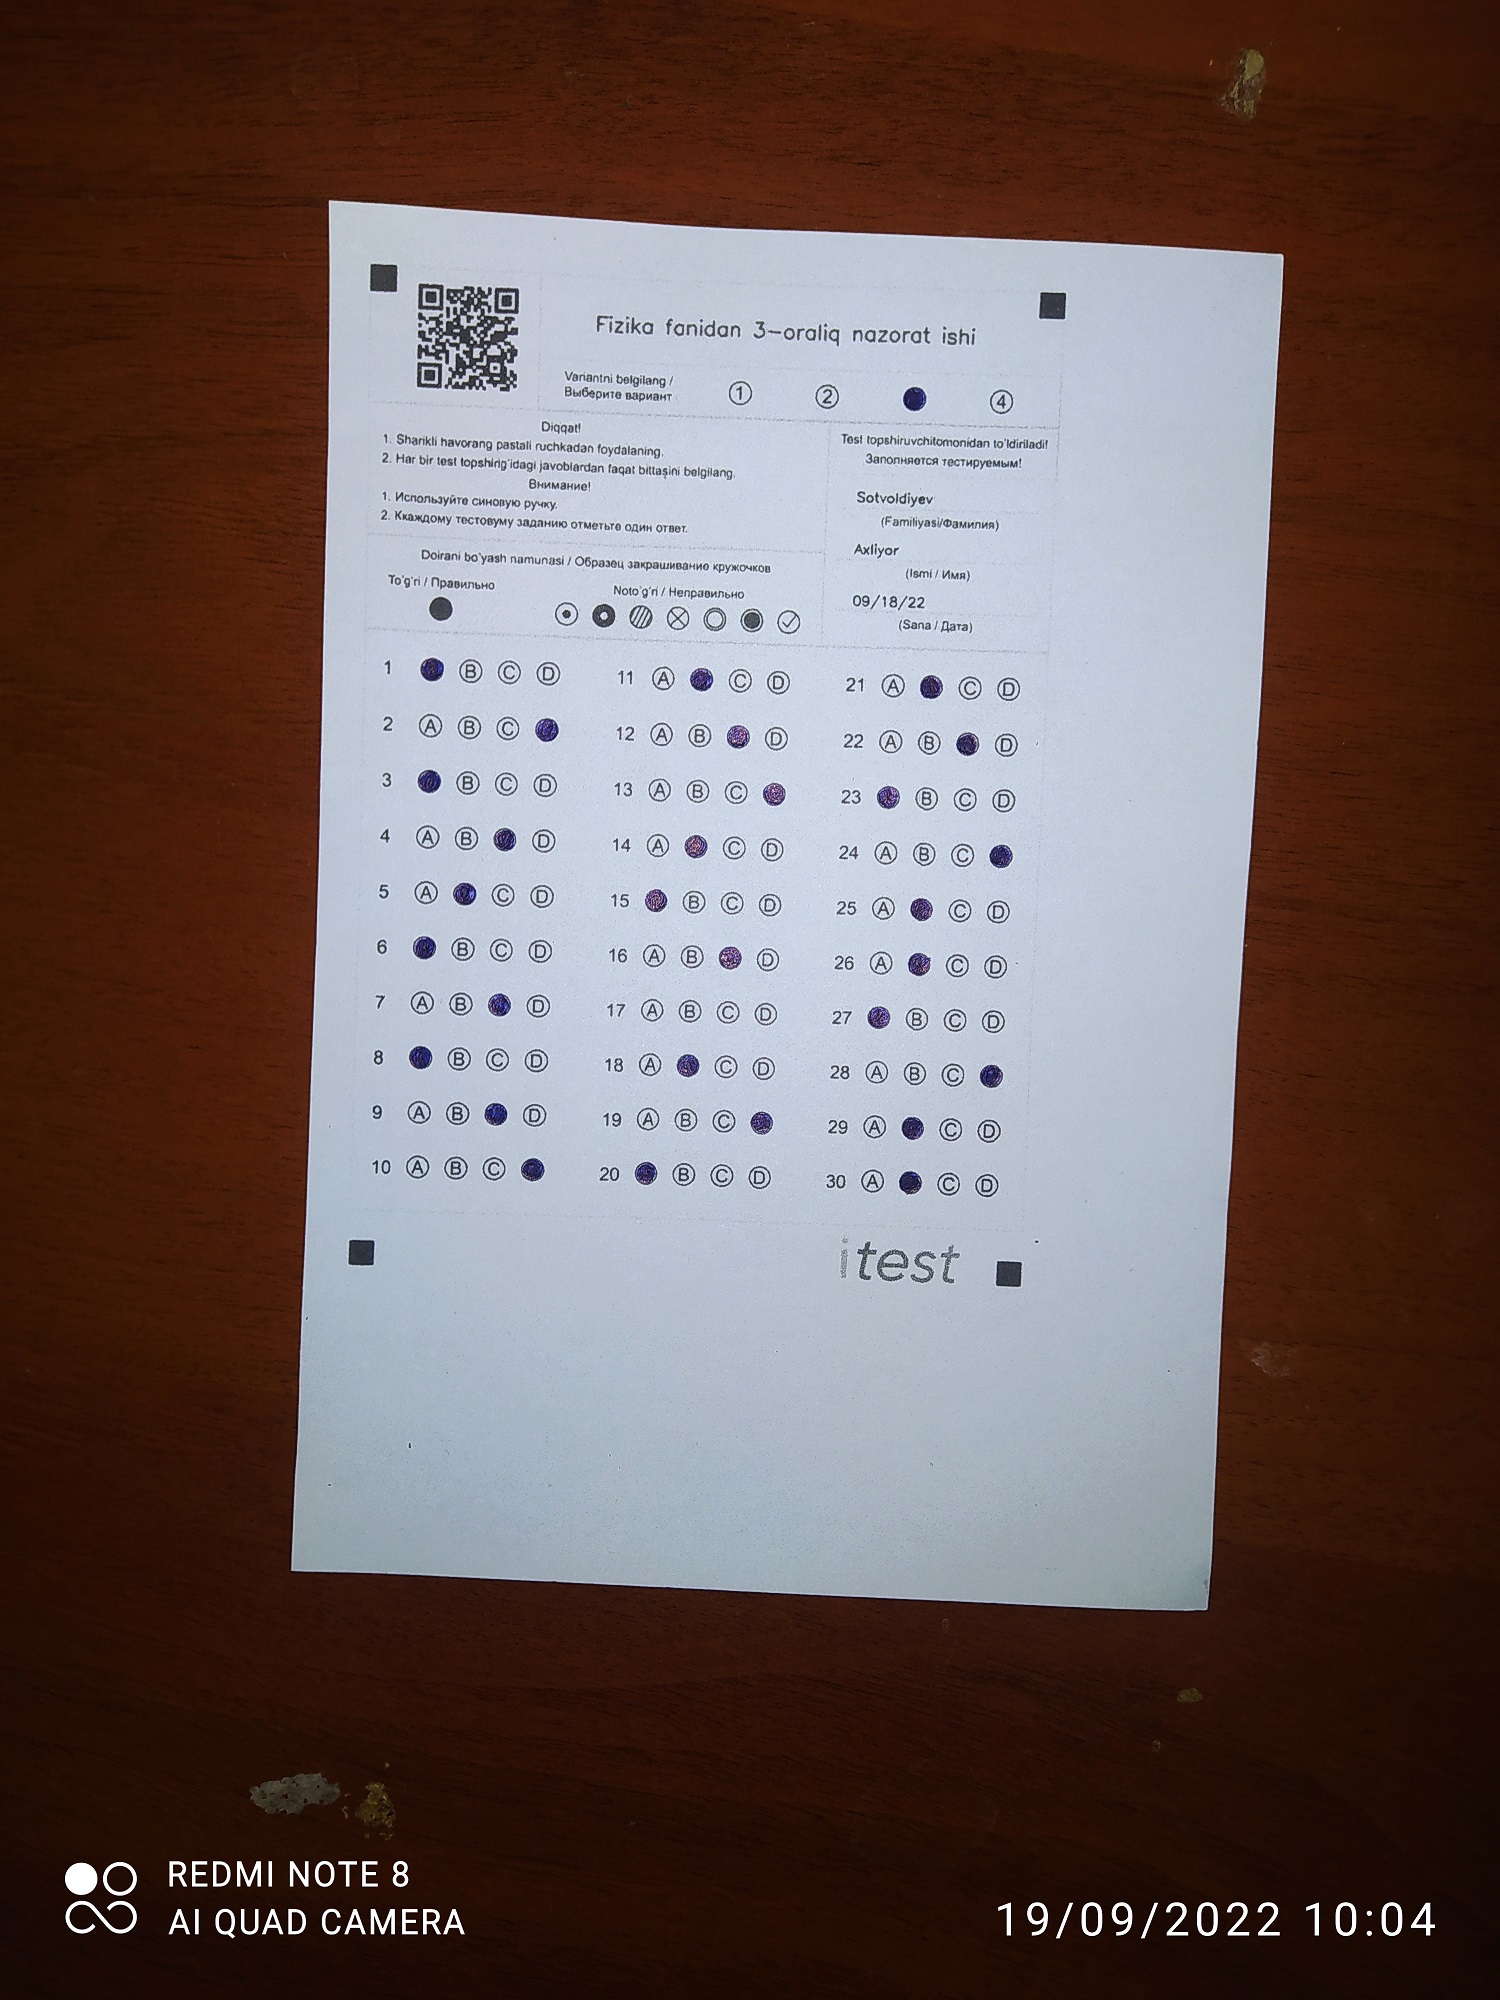 Fizika fanidan 3-oraliq nazorat ishi
Variantni belgilang /
Выберите вариант
1 2 4
Diqqat!
1. Sharikli havorang pastali ruchkadan foydalaning.
2. Har bir test topshirig'idagi javoblardan faqat bittasini belgilang.
Внимание!
1. Используйте синовую ручку.
2. Ккаждому тестовуму заданию отметьте один ответ.
Test topshiruvchitomonidan to'ldiriladi!
Заполняется тестируемым!
Sotvoldiyev
(Familiyasi/Фамилия)
Axliyor
(Ismi / Имя)
09/18/22
(Sana / Дата)
Doirani bo'yash namunasi / Образец закрашивание кружочков
To'g'ri / Правильно
Noto'g'ri / Неправильно
1 B C D
2 A B C
3 B C D
4 A B D
5 A C D
6 B C D
7 A B D
8 B C D
9 A B D
10 A B C
11 A C D
12 A B D
13 A B C
14 A C D
15 B C D
16 A B D
17 A B C D
18 A C D
19 A B C
20 B C D
21 A C D
22 A B D
23 B C D
24 A B C
25 A C D
26 A C D
27 B C D
28 A B C
29 A C D
30 A C D
itest
REDMI NOTE 8
AI QUAD CAMERA
19/09/2022 10:04